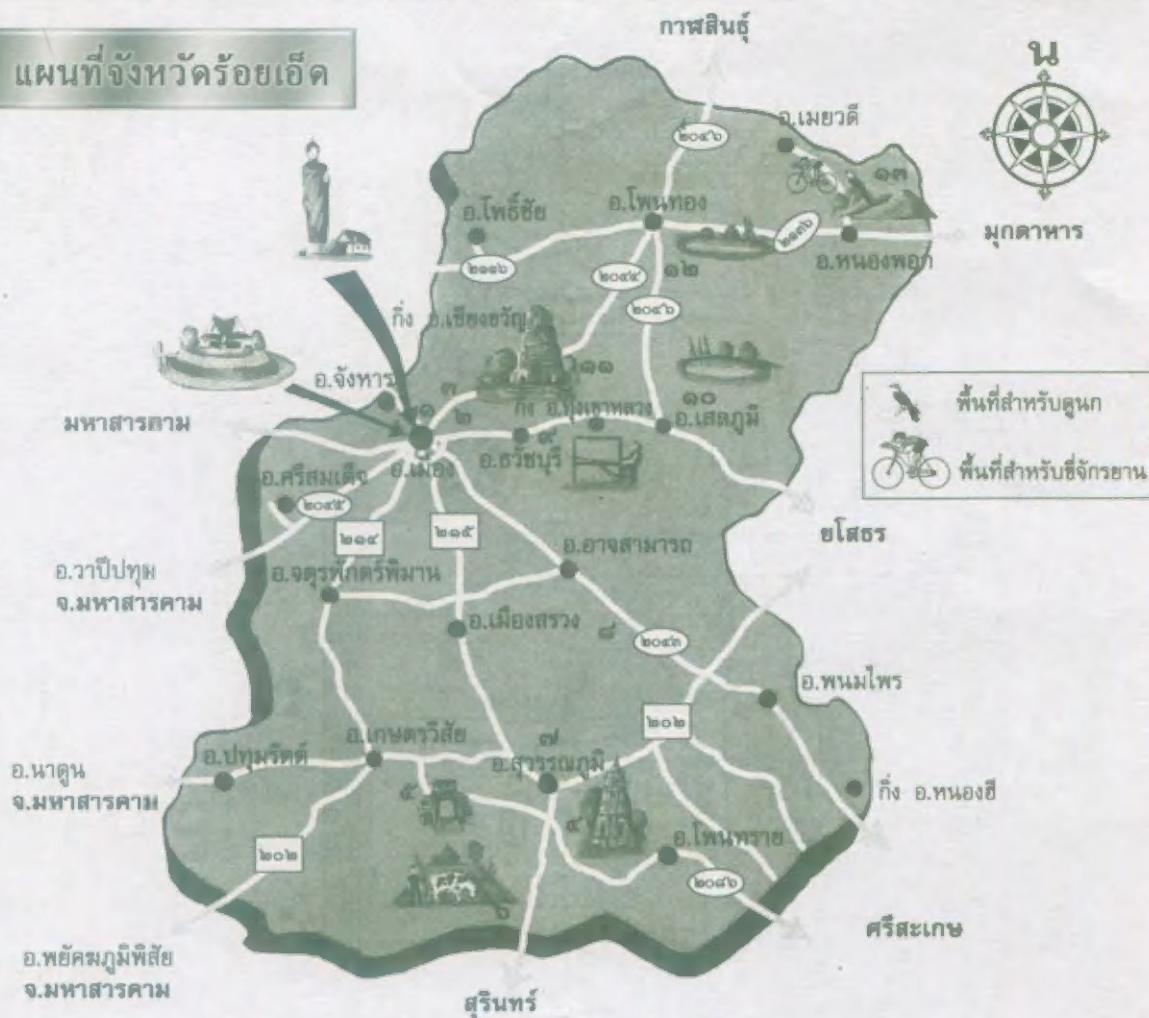 แผนที่จังหวัดร้อยเอ็ด
กาฬสินธุ์
น
๒๐๔๖
อ.เมยวดี
๑๓
อ.โพธิ์ชัย
อ.โพนทอง
๒๑๓๖
มุกดาหาร
อ.หนองพอก
๒๑๑๖
๒๐๔๔
๑๒
๒๐๔๖
กิ่ง อ.เชียงขวัญ
๑๑
อ.จังหาร
๑
๓
๒
๑๐
กิ่ง อ.ทุ่งเขาหลวง
อ.เสลภูมิ
พื้นที่สำหรับดูนก
พื้นที่สำหรับขี่จักรยาน
มหาสารคาม
อ.เมือง
อ.ธวัชบุรี
๙
อ.ศรีสมเด็จ
๒๐๔๕
๒๑๔
๒๑๕
ยโสธร
อ.วาปีปทุม
จ.มหาสารคาม
อ.จตุรพักตร์พิมาน
อ.อาจสามารถ
อ.เมืองสรวง
๘
๒๐๔๓
อ.พนมไพร
๒๐๒
อ.นาดูน
จ.มหาสารคาม
อ.ปทุมรัตต์
อ.เกษตรวิสัย
๗
อ.สุวรรณภูมิ
กิ่ง อ.หนองฮี
๕
๔
อ.โพนทราย
๒๐๒
๖
๒๐๘๖
ศรีสะเกษ
อ.พยัคฆภูมิพิสัย
จ.มหาสารคาม
สุรินทร์